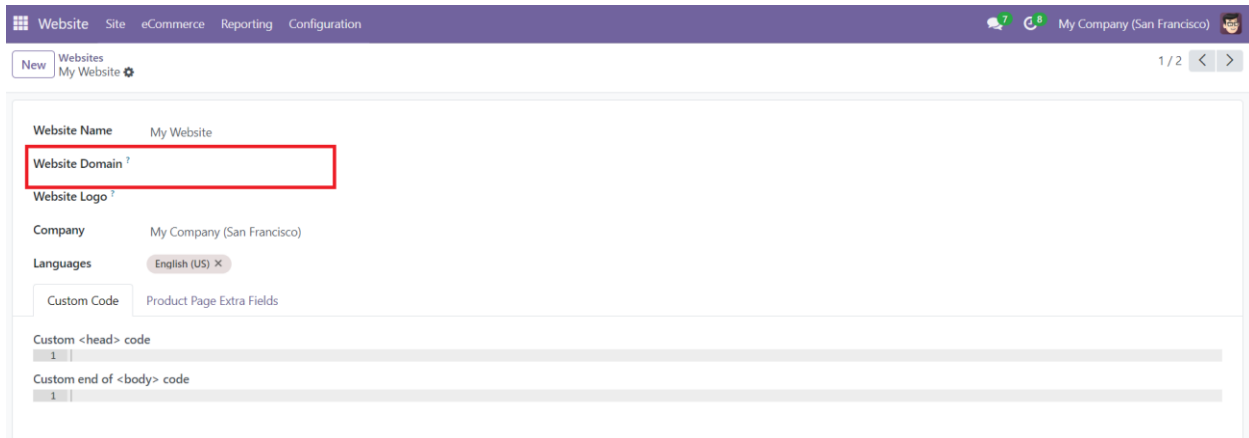 Website Site eCommerce Reporting Configuration 7 8 My Company (San Francisco)
New Websites 1 / 2
My Website
Website Name My Website
Website Domain ?
Website Logo ?
Company My Company (San Francisco)
Languages English (US) ×
Custom Code Product Page Extra Fields
Custom <head> code
1
Custom end of <body> code
1